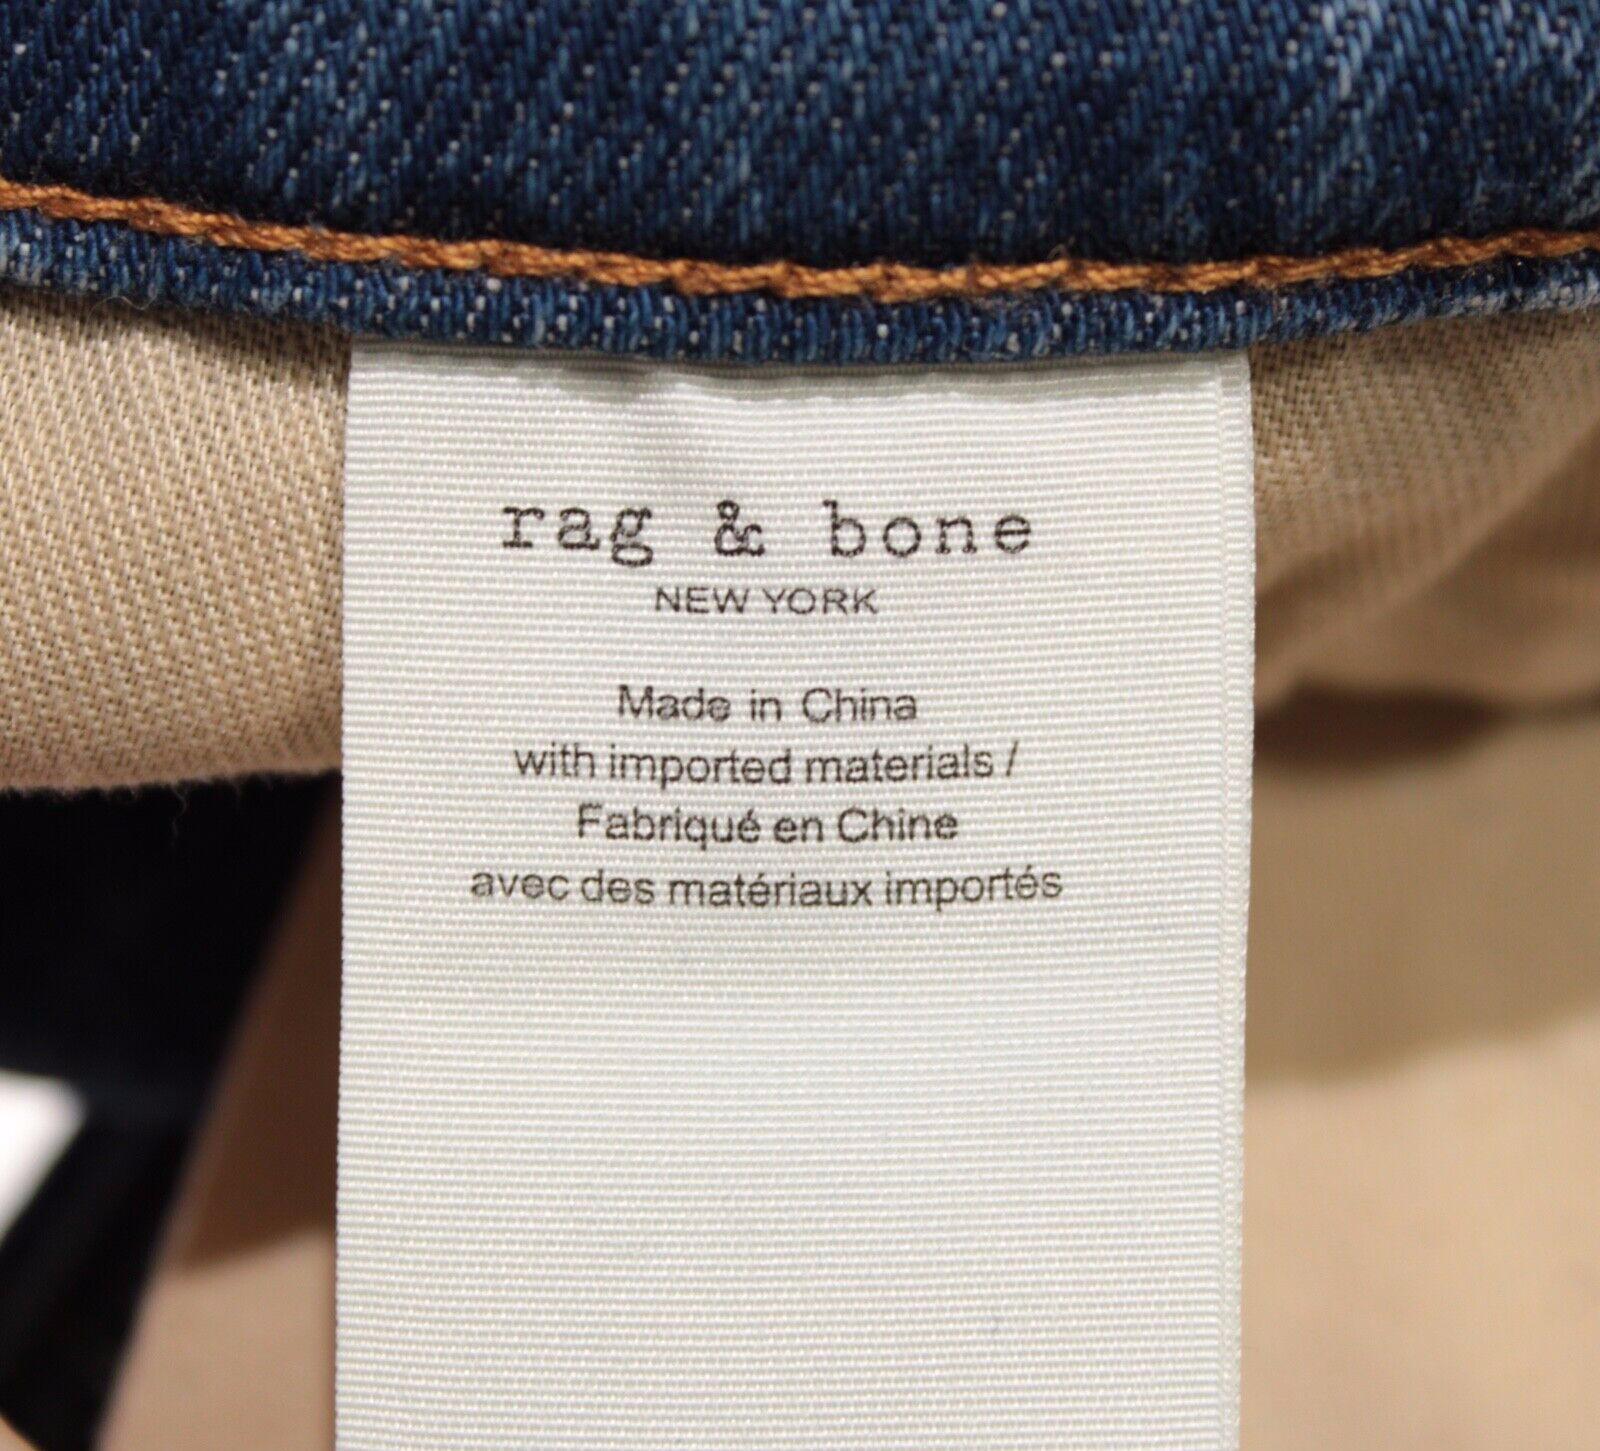 rag & bone
NEW YORK
Made in China
with imported materials /
Fabriqué en Chine
avec des matériaux importés